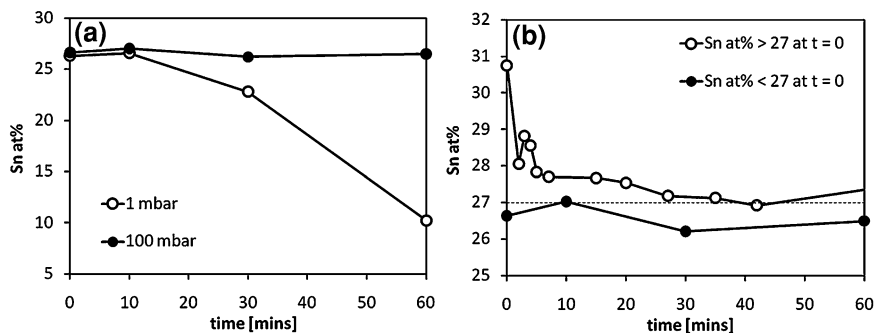 (a)
30
25
20
15
10
5
Sn at%
1 mbar
100 mbar
0 10 20 30 40 50 60
time [mins]
(b)
32
31
30
29
28
27
26
25
Sn at%
Sn at% > 27 at t = 0
Sn at% < 27 at t = 0
0 10 20 30 40 50 60
time [mins]